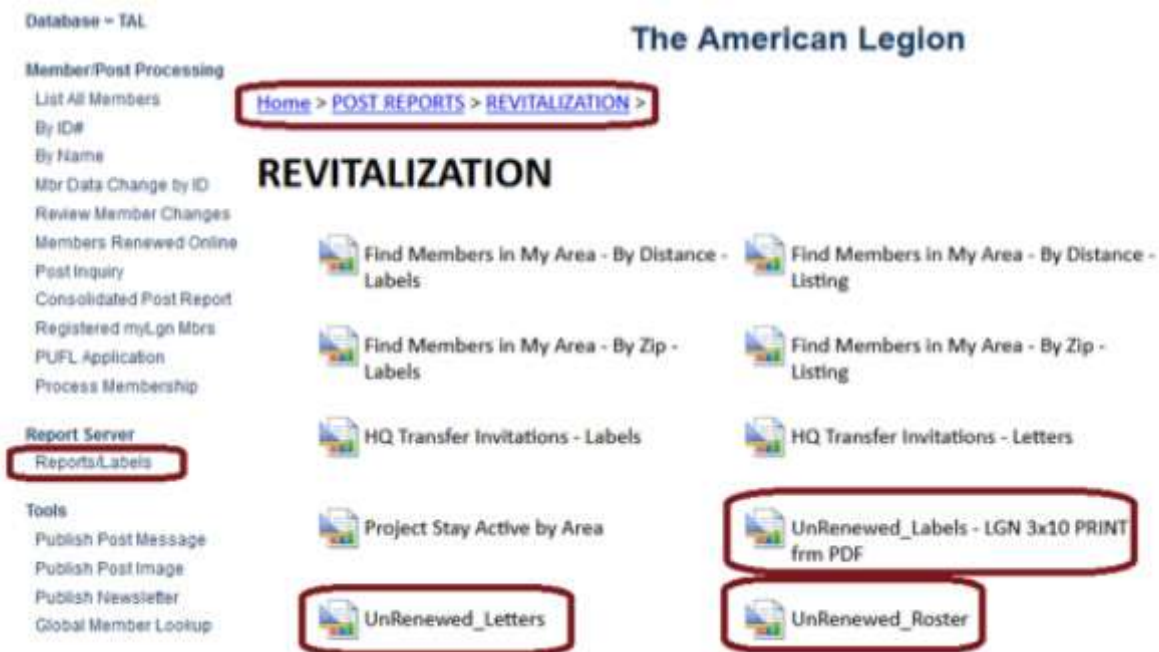 Database ~ TAL
The American Legion
Member/Post Processing
List All Members
By ID#
By Name
Mbr Data Change by ID
Review Member Changes
Members Renewed Online
Post Inquiry
Consolidated Post Report
Registered myLgn Mbrs
PUFL Application
Process Membership
Report Server
Reports/Labels
Tools
Publish Post Message
Publish Post Image
Publish Newsletter
Global Member Lookup
Home > POST REPORTS > REVITALIZATION >
REVITALIZATION
Find Members in My Area - By Distance -
Labels
Find Members in My Area - By Distance -
Listing
Find Members in My Area - By Zip -
Labels
Find Members in My Area - By Zip -
Listing
HQ Transfer Invitations - Labels
HQ Transfer Invitations - Letters
Project Stay Active by Area
UnRenewed_Labels - LGN 3x10 PRINT
frm PDF
UnRenewed_Letters
UnRenewed_Roster